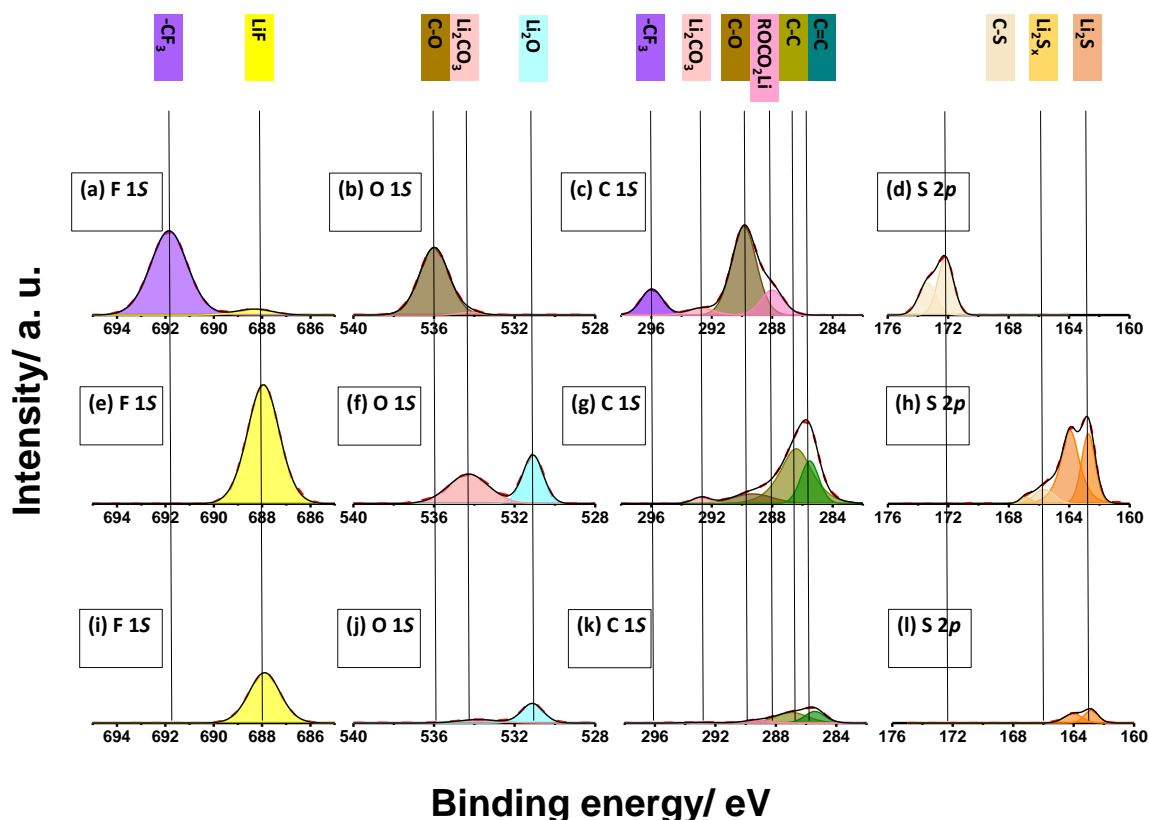 -CF₃ LiF C-O Li₂CO₃ Li₂O -CF₃ Li₂CO₃ C-O ROCO₂Li C-C C=C C-S Li₂-Sₓ Li₂S
(a) F 1S (b) O 1S (c) C 1S (d) S 2p
694 692 690 688 686 540 536 532 528 296 292 288 284 176 172 168 164 160
(e) F 1S (f) O 1S (g) C 1S (h) S 2p
694 692 690 688 686 540 536 532 528 296 292 288 284 176 172 168 164 160
(i) F 1S (j) O 1S (k) C 1S (l) S 2p
694 692 690 688 686 540 536 532 528 296 292 288 284 176 172 168 164 160
Intensity/ a. u.
Binding energy/ eV